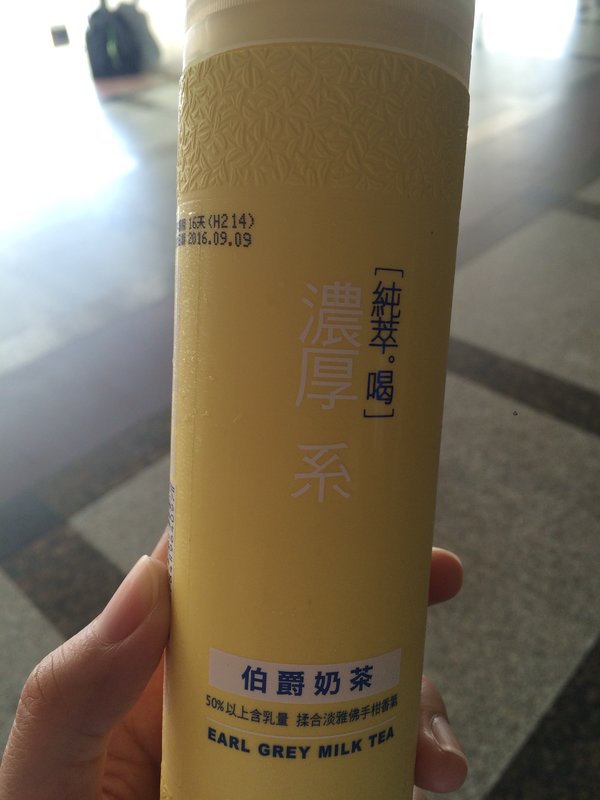 16天(H214)
2016.09.09
[純萃。喝]
濃厚系
伯爵奶茶
50%以上含乳量 揉合淡雅佛手柑香氣
EARL GREY MILK TEA